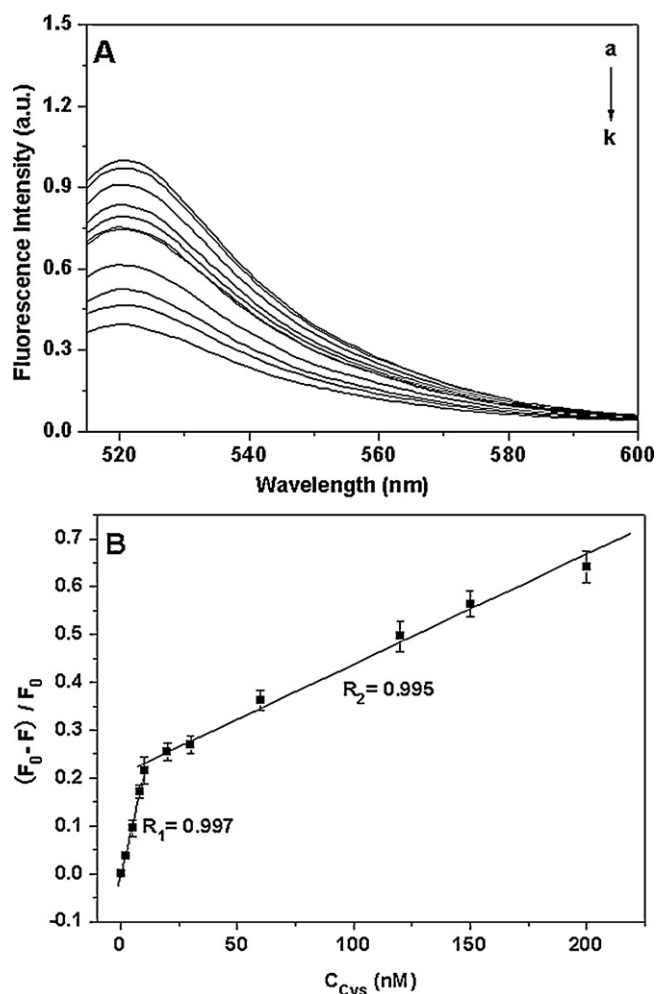 A
a
k
1.5
1.2
0.9
0.6
0.3
0.0
Fluorescence Intensity (a.u.)
520 540 560 580 600
Wavelength (nm)
B
0.7
0.6
0.5
0.4
0.3
0.2
0.1
0.0
-0.1
(F0-F) / F0
R2= 0.995
R1= 0.997
0 50 100 150 200
CCys (nM)